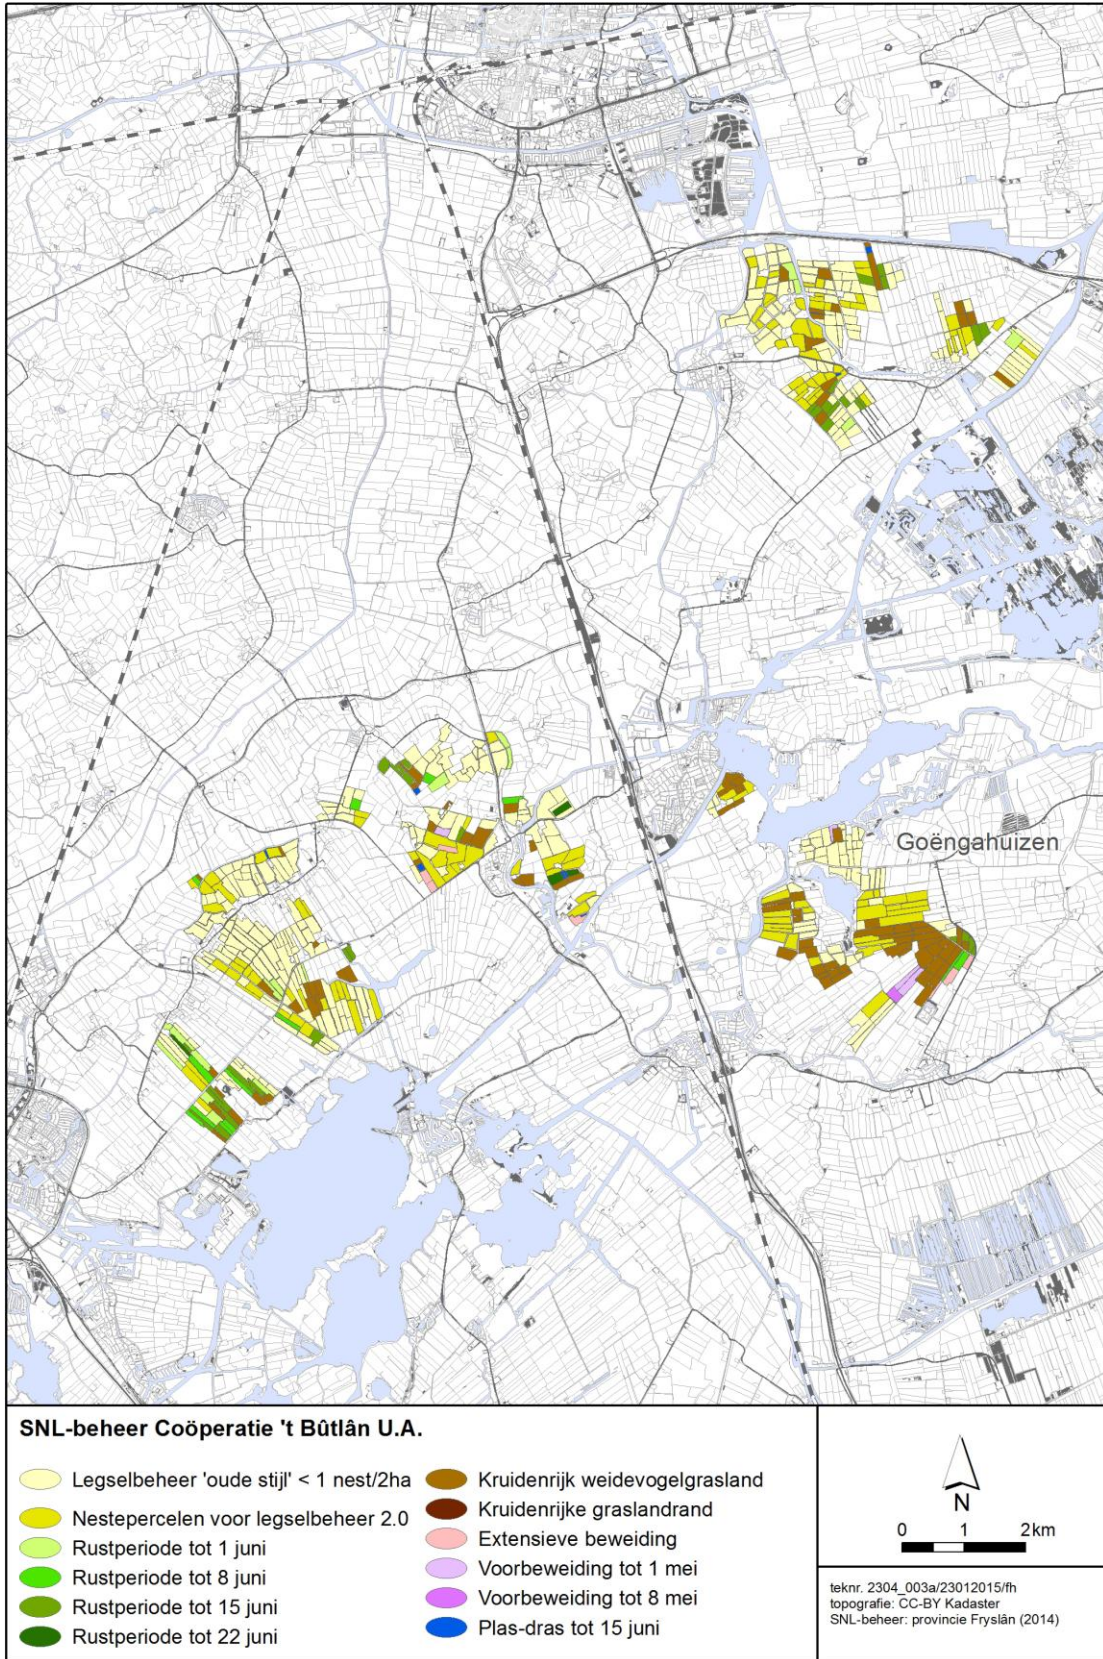 Goëngahuizen
SNL-beheer Coöperatie 't Bûtlân U.A.
Legselbeheer 'oude stijl' < 1 nest/2ha
Nestepercelen voor legselbeheer 2.0
Rustperiode tot 1 juni
Rustperiode tot 8 juni
Rustperiode tot 15 juni
Rustperiode tot 22 juni
Kruidenrijk weidevogelgrasland
Kruidenrijke graslandrand
Extensieve beweiding
Voorbeweiding tot 1 mei
Voorbeweiding tot 8 mei
Plas-dras tot 15 juni
N
0 1 2 km
teknr. 2304_003a/23012015/fh
topografie: CC-BY Kadaster
SNL-beheer: provincie Fryslân (2014)